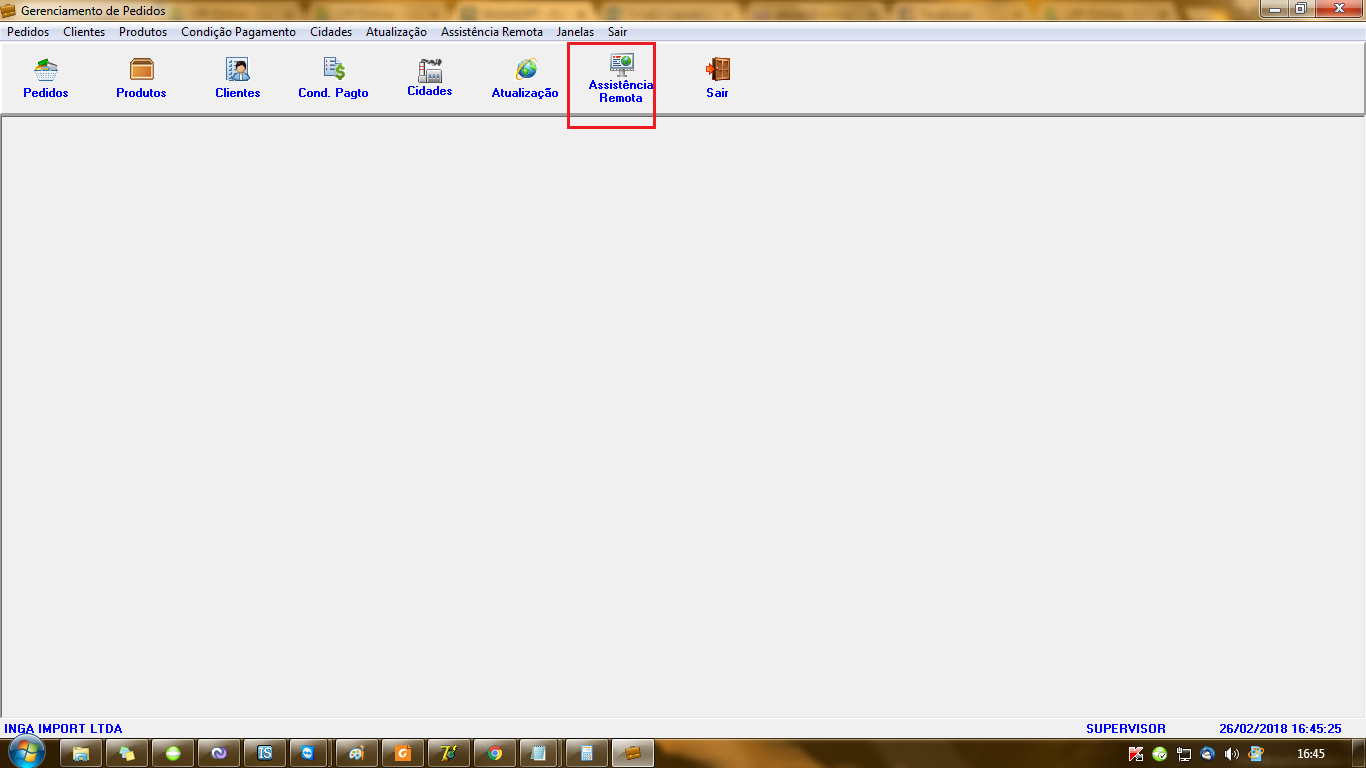 Gerenciamento de Pedidos
Pedidos Clientes Produtos Condição Pagamento Cidades Atualização Assistência Remota Janelas Sair
Pedidos Produtos Clientes Cond. Pagto Cidades Atualização Assistência Remota Sair
INGA IMPORT LTDA SUPERVISOR 26/02/2018 16:45:25
TS
16:45